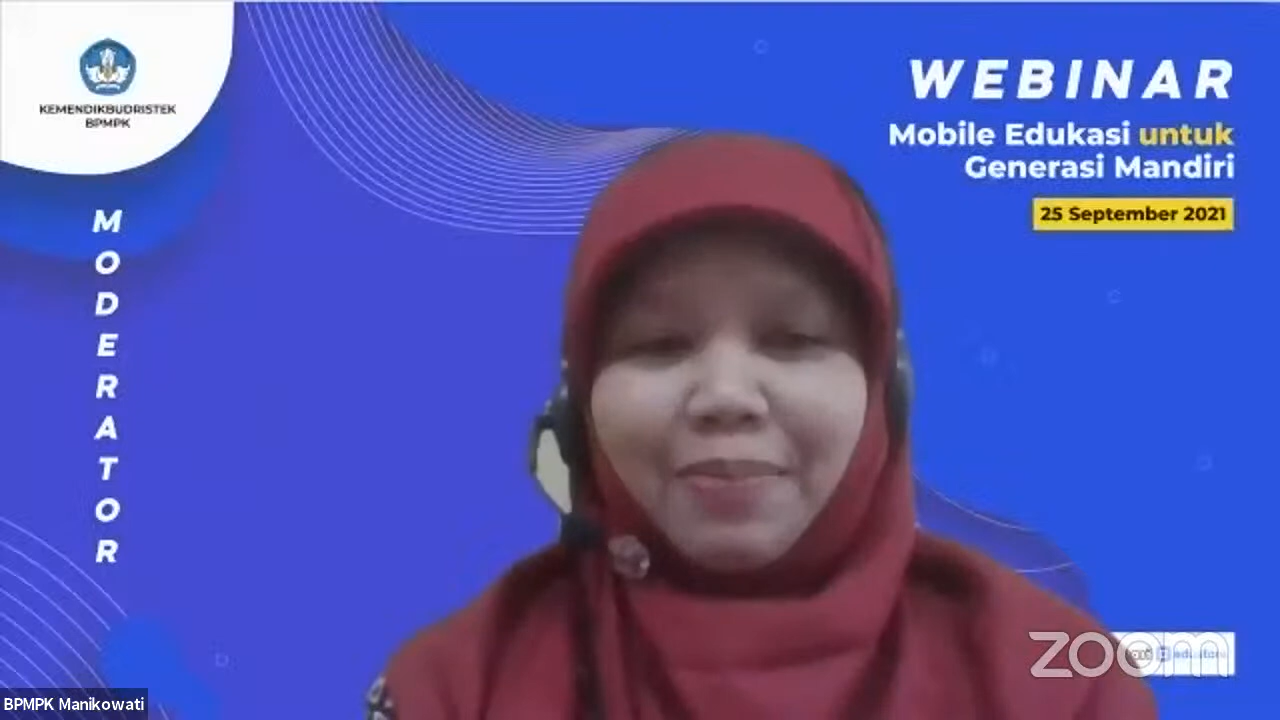 KEMENDIKBUDRISTEK
BPMPK
WEBINAR
Mobile Edukasi untuk
Generasi Mandiri
25 September 2021
MODERATOR
zoom
BPMPK Manikowati